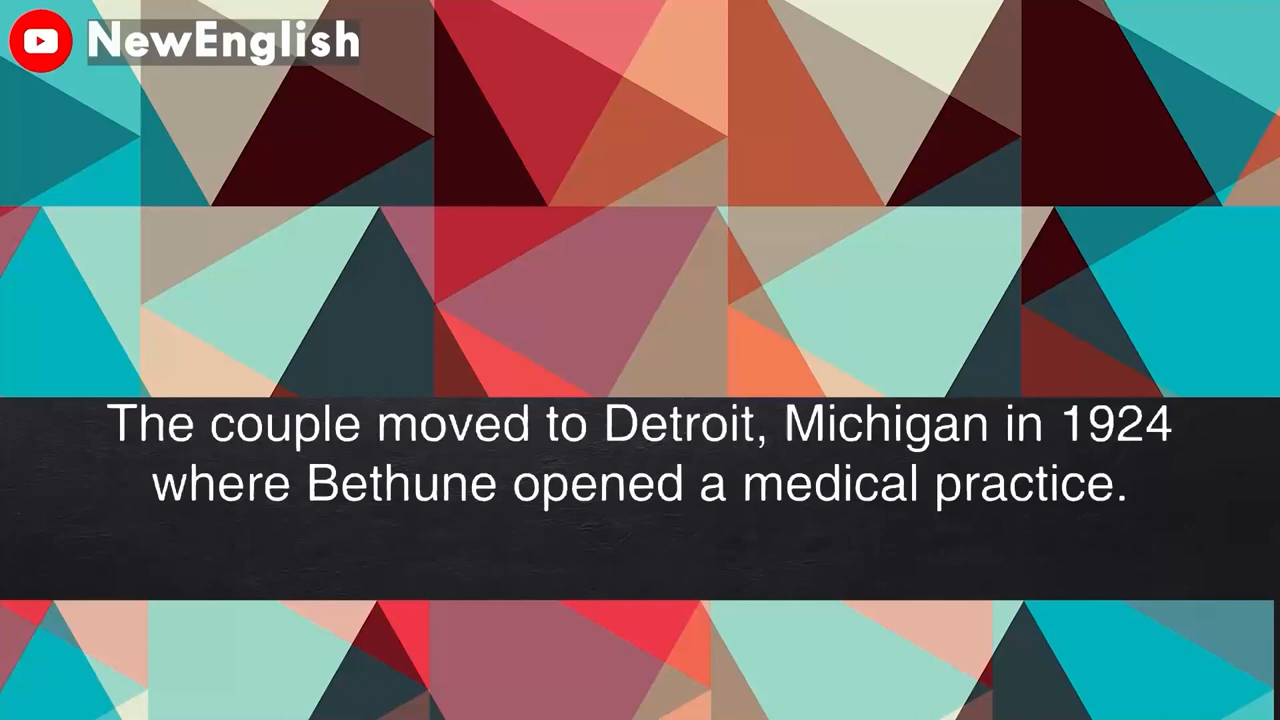 NewEnglish
The couple moved to Detroit, Michigan in 1924
where Bethune opened a medical practice.